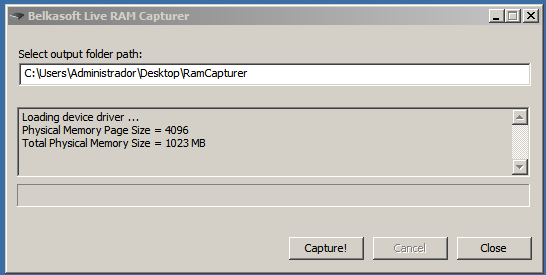 Belkasoft Live RAM Capturer
Select output folder path:
C:\Users\Administrador\Desktop\RamCapturer
Loading device driver ...
Physical Memory Page Size = 4096
Total Physical Memory Size = 1023 MB
Capture! Cancel Close